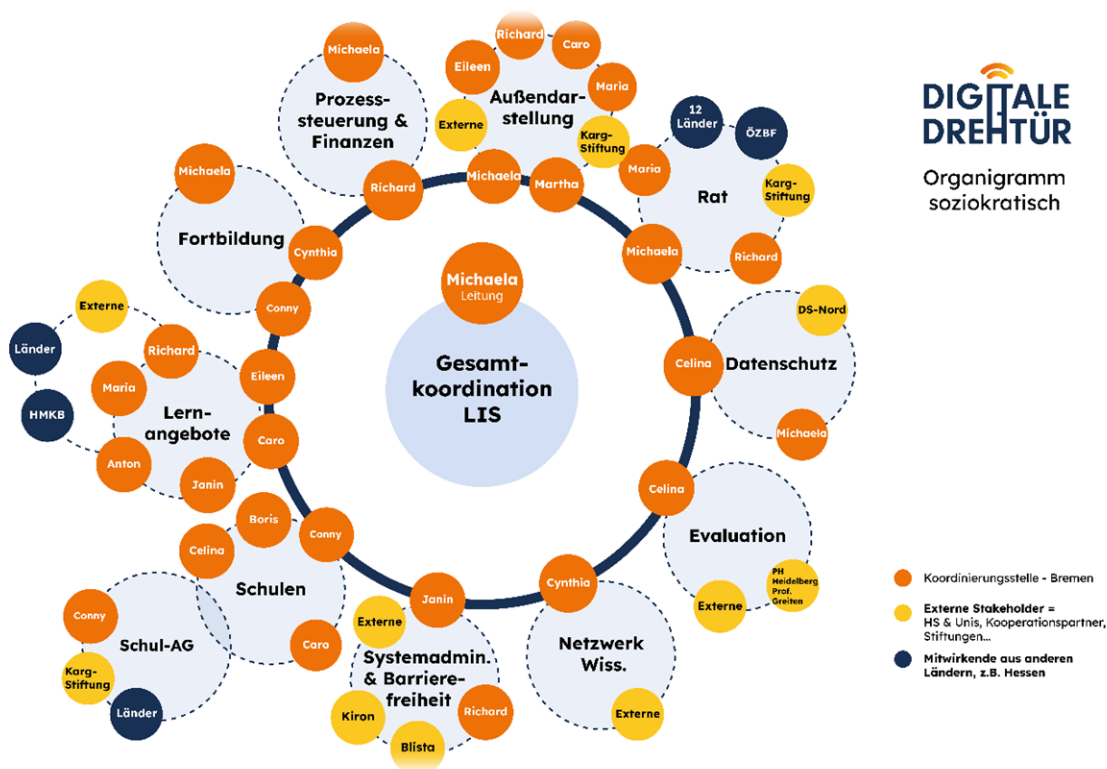 DIGITALE
DREHTÜR
Organigramm
soziokratisch
Michaela
Leitung
Gesamt-
koordination
LIS
Michaela
Prozess-
steuerung &
Finanzen
Richard
Richard
Caro
Eileen
Maria
Außendar-
stellung
Externe
Karg-
Stiftung
Michaela
Martha
12
Länder
ÖZBF
Maria
Karg-
Stiftung
Rat
Michaela
Richard
DS-Nord
Datenschutz
Celina
Michaela
Celina
Evaluation
Externe
PH
Heidelberg
Prof.
Greiten
Cynthia
Netzwerk
Wiss.
Externe
Janin
Externe
Systemadmin.
& Barriere-
freiheit
Kiron
Richard
Blista
Boris
Conny
Celina
Schulen
Caro
Conny
Schul-AG
Karg-
Stiftung
Länder
Externe
Länder
Richard
Eileen
Maria
HMKB
Lern-
angebote
Caro
Anton
Janin
Michaela
Fortbildung
Cynthia
Conny
Koordinierungsstelle - Bremen
Externe Stakeholder =
HS & Unis, Kooperationspartner,
Stiftungen...
Mitwirkende aus anderen
Ländern, z.B. Hessen